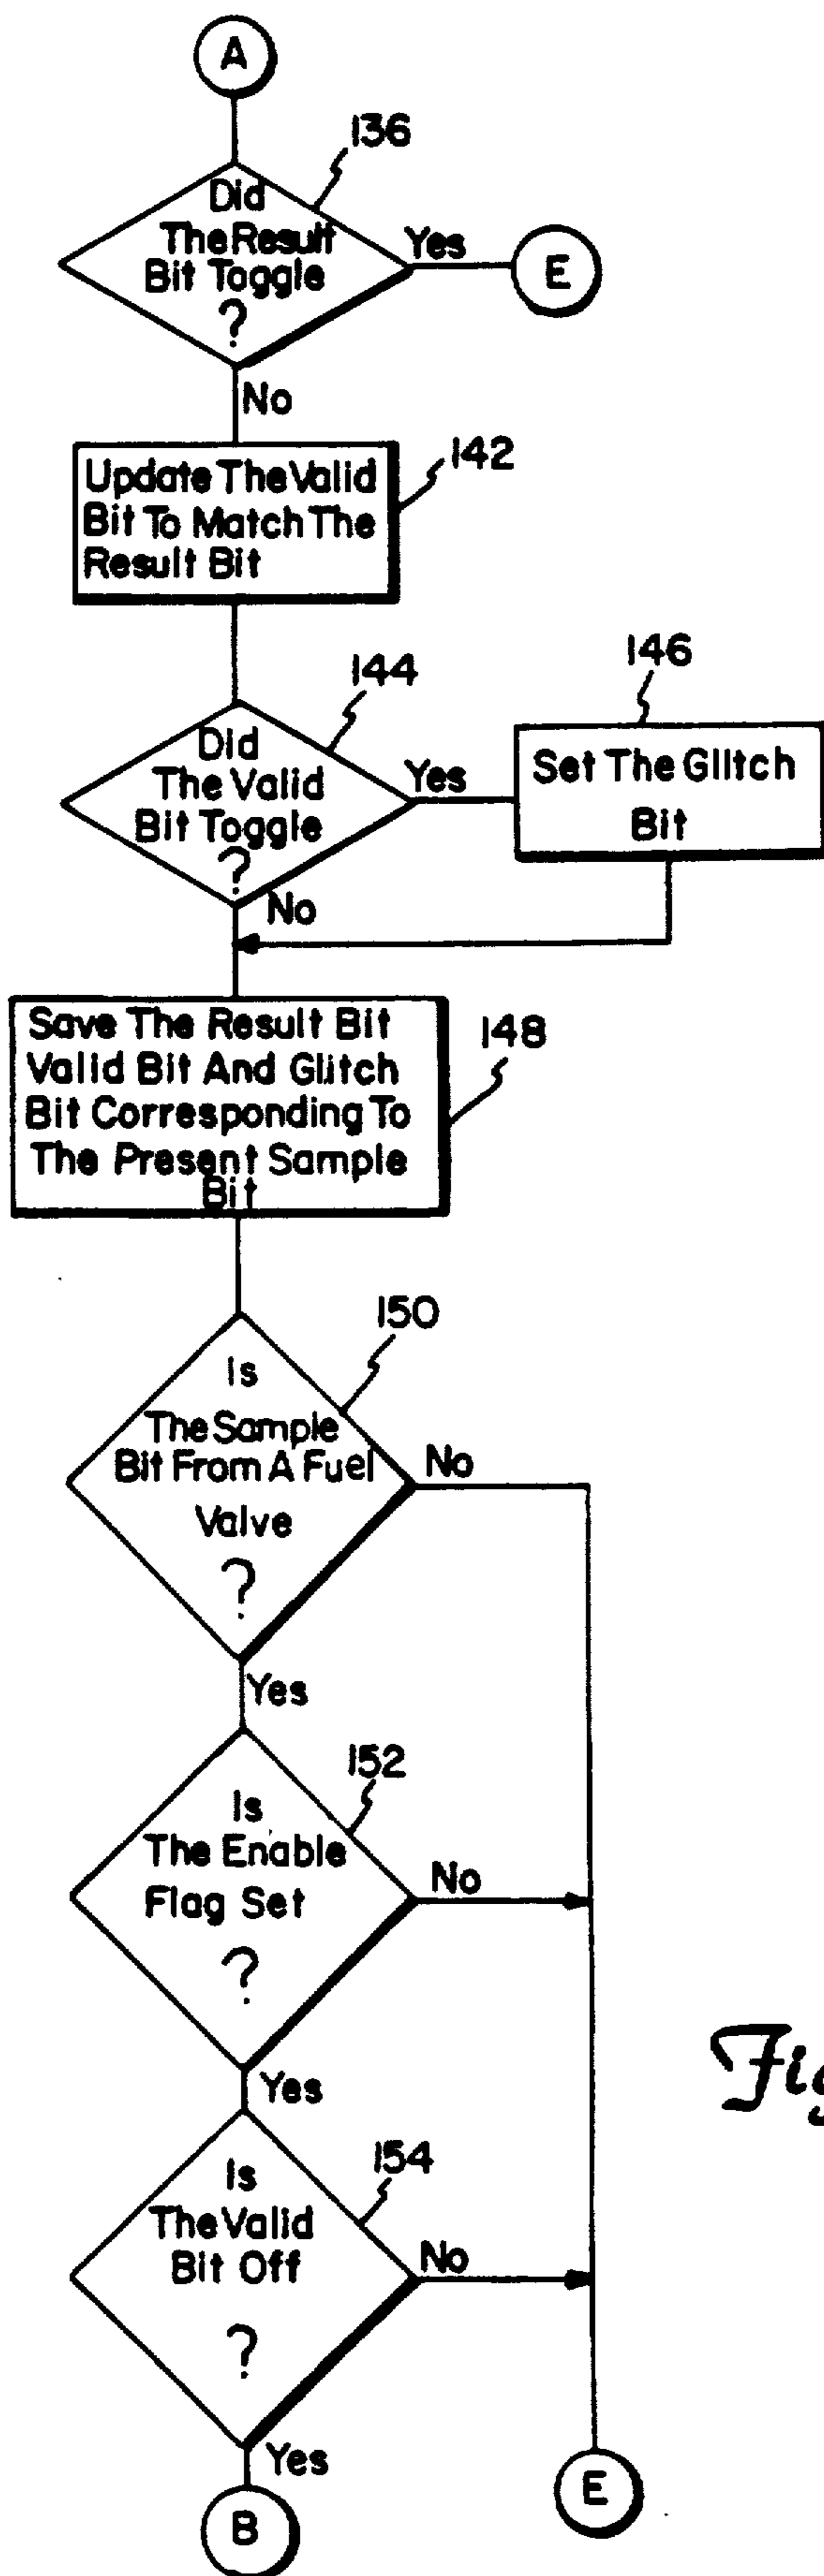 A
136
Did
The Result
Bit Toggle
?
Yes
E
No
142
Update The Valid
Bit To Match The
Result Bit
144
Did
The Valid
Bit Toggle
?
Yes
No
146
Set The Glitch
Bit
148
Save The Result Bit
Valid Bit And Glitch
Bit Corresponding To
The Present Sample
Bit
150
Is
The Sample
Bit From A Fuel
Valve
?
No
Yes
152
Is
The Enable
Flag Set
?
No
Yes
154
Is
The Valid
Bit Off
?
No
Yes
B
E